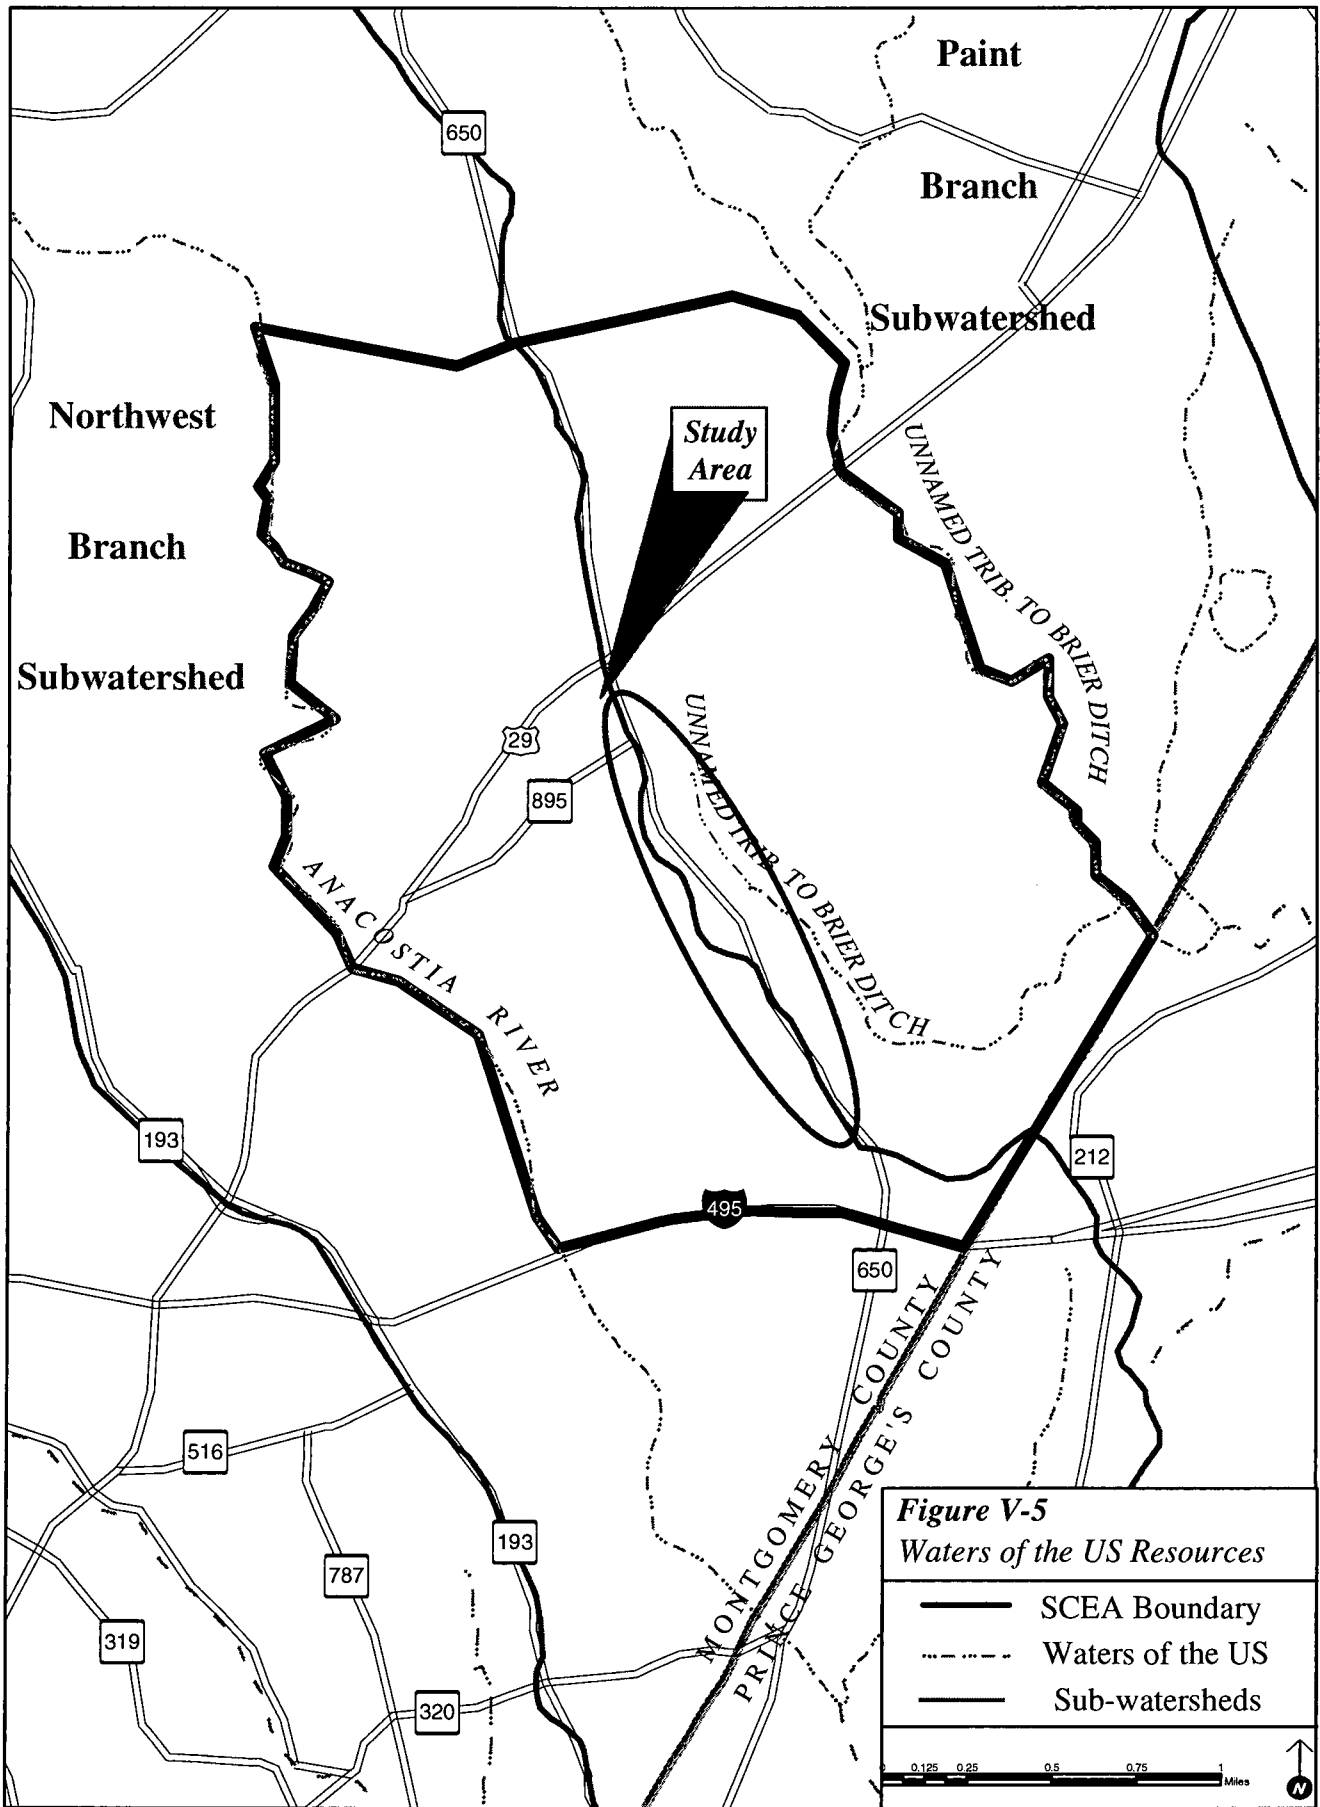 Paint
650
Branch
Subwatershed
Northwest
Study
Area
UNNAMED TRIB. TO BRIER DITCH
Branch
Subwatershed
29
UNNAMED TRIB. TO BRIER DITCH
895
ANACOSTIA RIVER
193
212
495
650
MONTGOMERY COUNTY
PRINCE GEORGE'S COUNTY
516
193
787
319
320
Figure V-5
Waters of the US Resources
SCEA Boundary
Waters of the US
Sub-watersheds
0 0.125 0.25 0.5 0.75 1
Miles
N